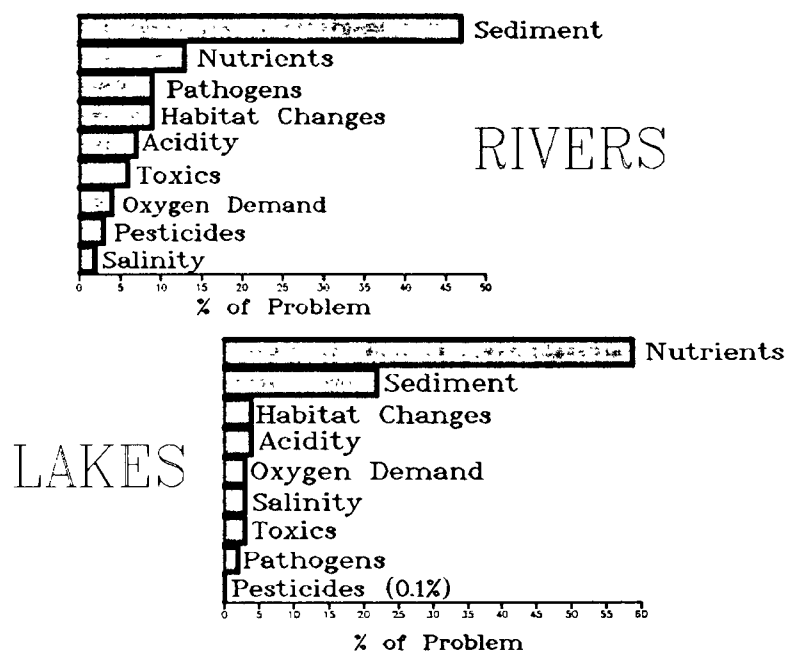 Sediment
Nutrients
Pathogens
Habitat Changes
Acidity
Toxics
Oxygen Demand
Pesticides
Salinity
RIVERS
0 5 10 15 20 25 30 35 40 45 50
% of Problem
Nutrients
Sediment
Habitat Changes
Acidity
Oxygen Demand
Salinity
Toxics
Pathogens
Pesticides (0.1%)
LAKES
0 5 10 15 20 25 30 35 40 45 50 55 60
% of Problem